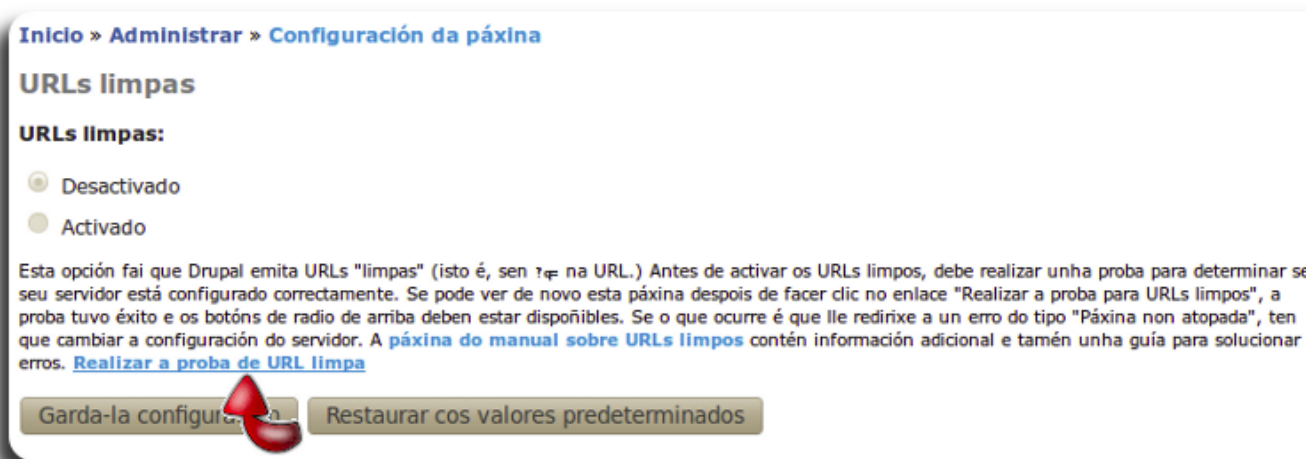 Inicio » Administrar » Configuración da páxina
URLs limpas
URLs limpas:
Desactivado
Activado
Esta opción fai que Drupal emita URLs "limpas" (isto é, sen ?q= na URL.) Antes de activar os URLs limpos, debe realizar unha proba para determinar se
seu servidor está configurado correctamente. Se pode ver de novo esta páxina despois de facer clic no enlace "Realizar a proba para URLs limpos", a
proba tuvo éxito e os botóns de radio de arriba deben estar dispoñibles. Se o que ocurre é que lle redirixe a un erro do tipo "Páxina non atopada", ten
que cambiar a configuración do servidor. A páxina do manual sobre URLs limpos contén información adicional e tamén unha guía para solucionar
erros. Realizar a proba de URL limpa
Garda-la Restaurar cos valores predeterminados